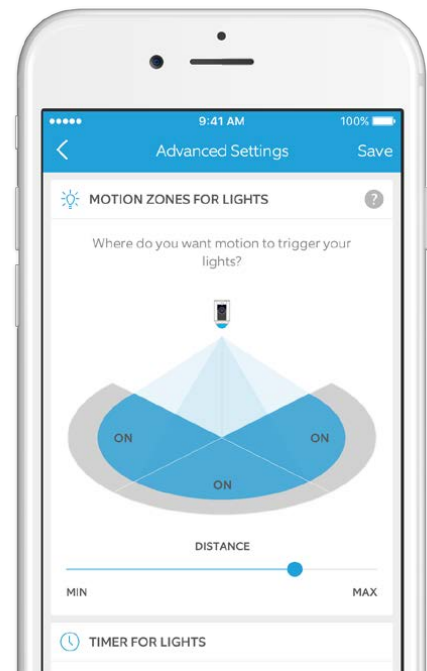 9:41 AM 100%
Advanced Settings Save
MOTION ZONES FOR LIGHTS ?
Where do you want motion to trigger your
lights?
ON ON
ON
DISTANCE
MIN MAX
TIMER FOR LIGHTS